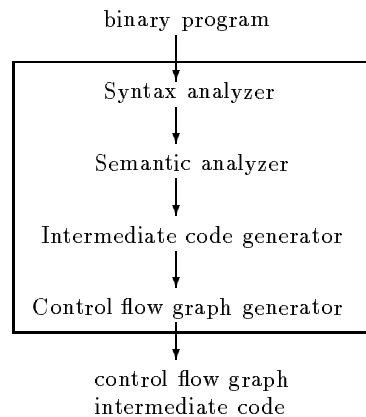 binary program
Syntax analyzer
Semantic analyzer
Intermediate code generator
Control flow graph generator
control flow graph
intermediate code